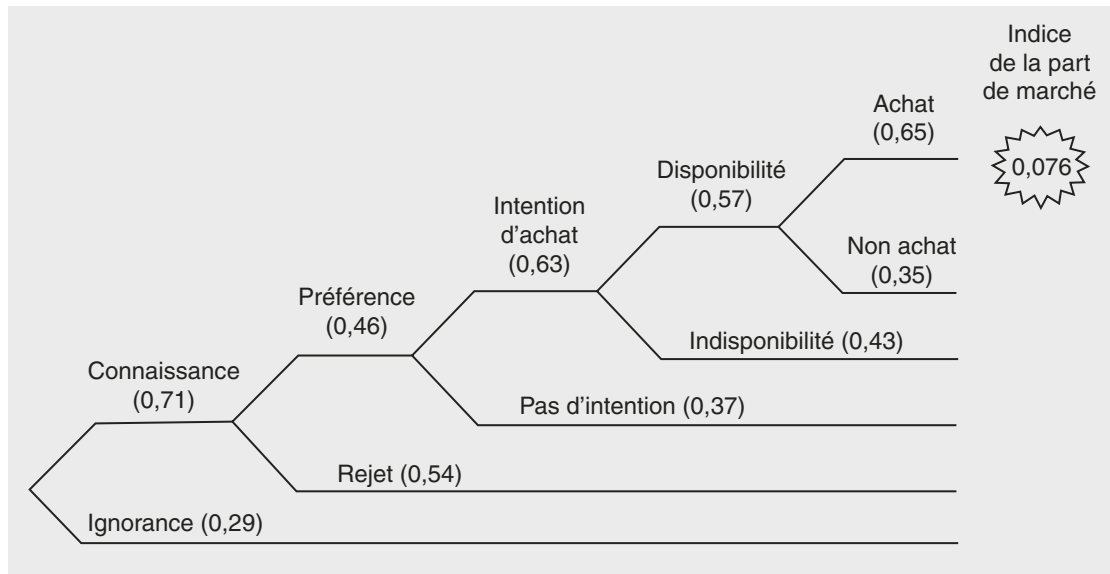 Indice
de la part
de marché
0,076
Achat
(0,65)
Disponibilité
(0,57)
Non achat
(0,35)
Intention
d'achat
(0,63)
Indisponibilité (0,43)
Préférence
(0,46)
Pas d'intention (0,37)
Connaissance
(0,71)
Rejet (0,54)
Ignorance (0,29)